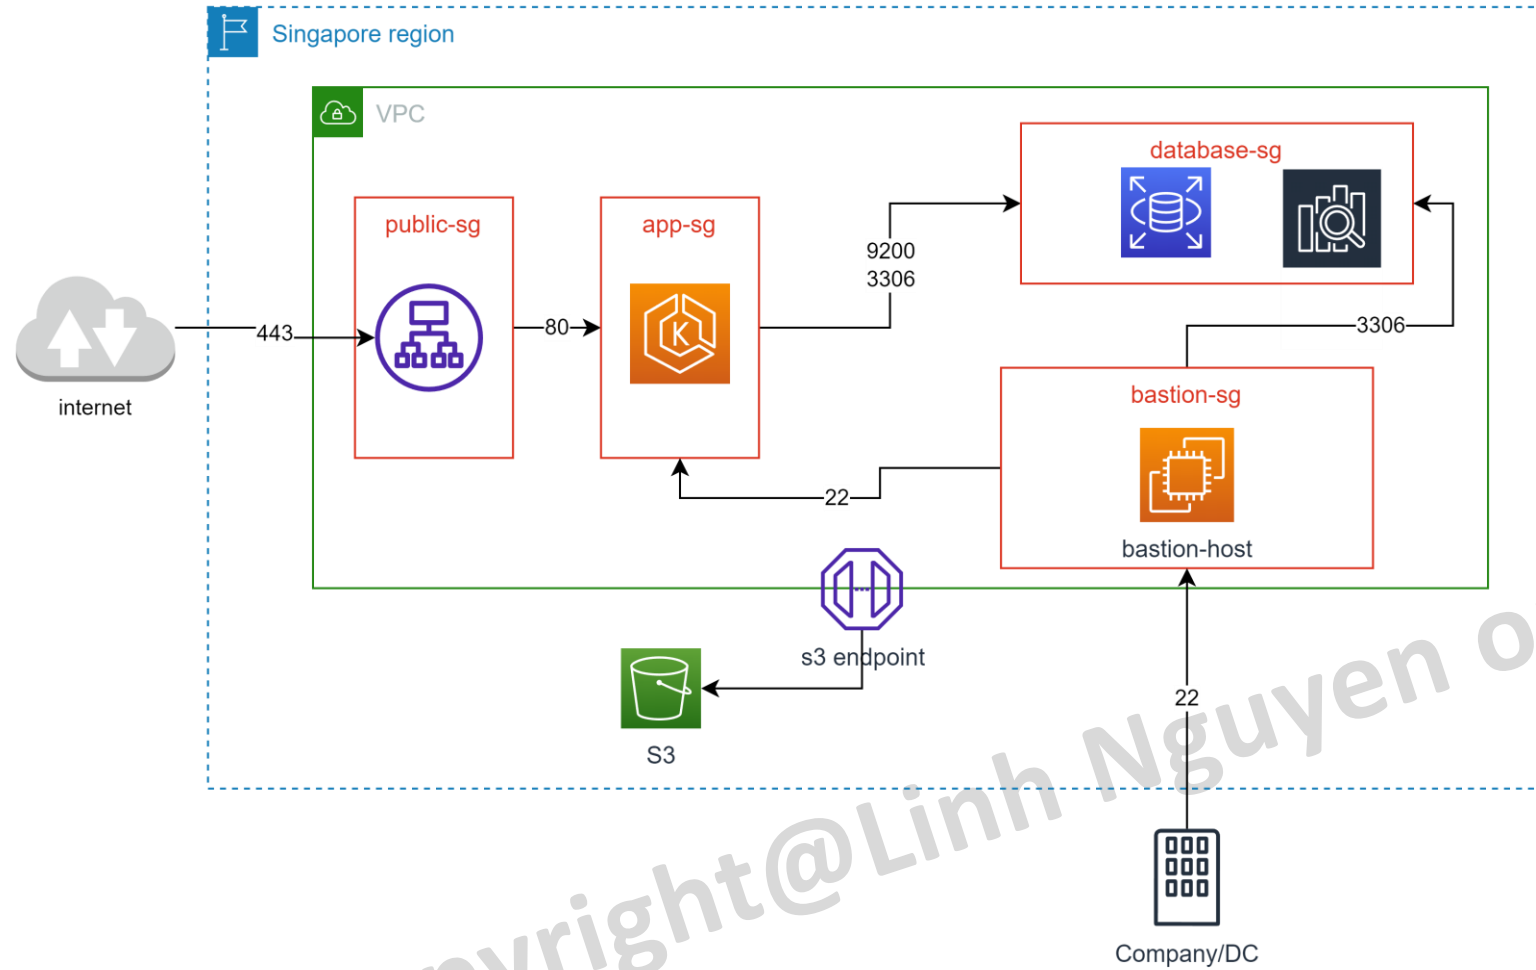 Singapore region
VPC
database-sg
public-sg
app-sg
9200
3306
443
80
3306
internet
bastion-sg
22
bastion-host
s3 endpoint
22
S3
Company/DC
pyright@Linh Nguyen o